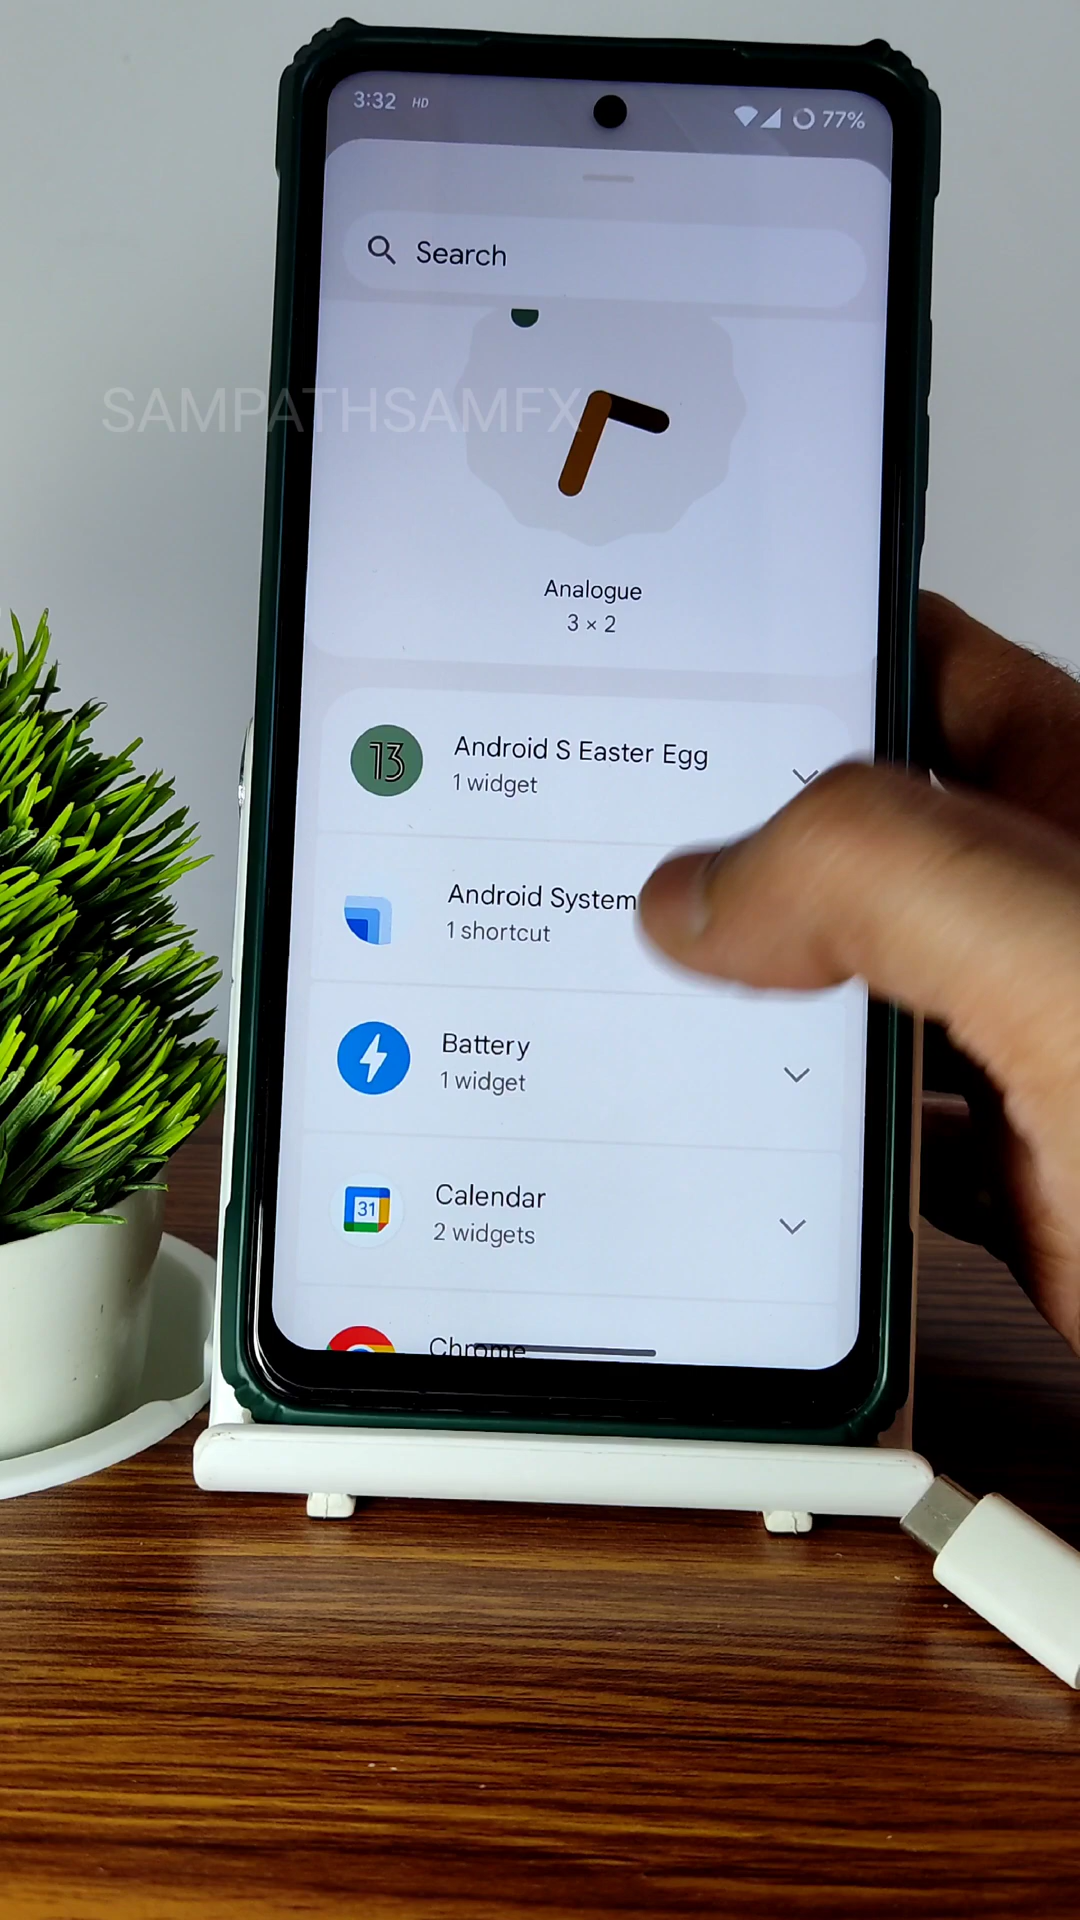 3:32 HD 77%
Search
SAMPATHSAMFX
Analogue
3 × 2
13
Android S Easter Egg
1 widget
Android System
1 shortcut
Battery
1 widget
31
Calendar
2 widgets
Chrome